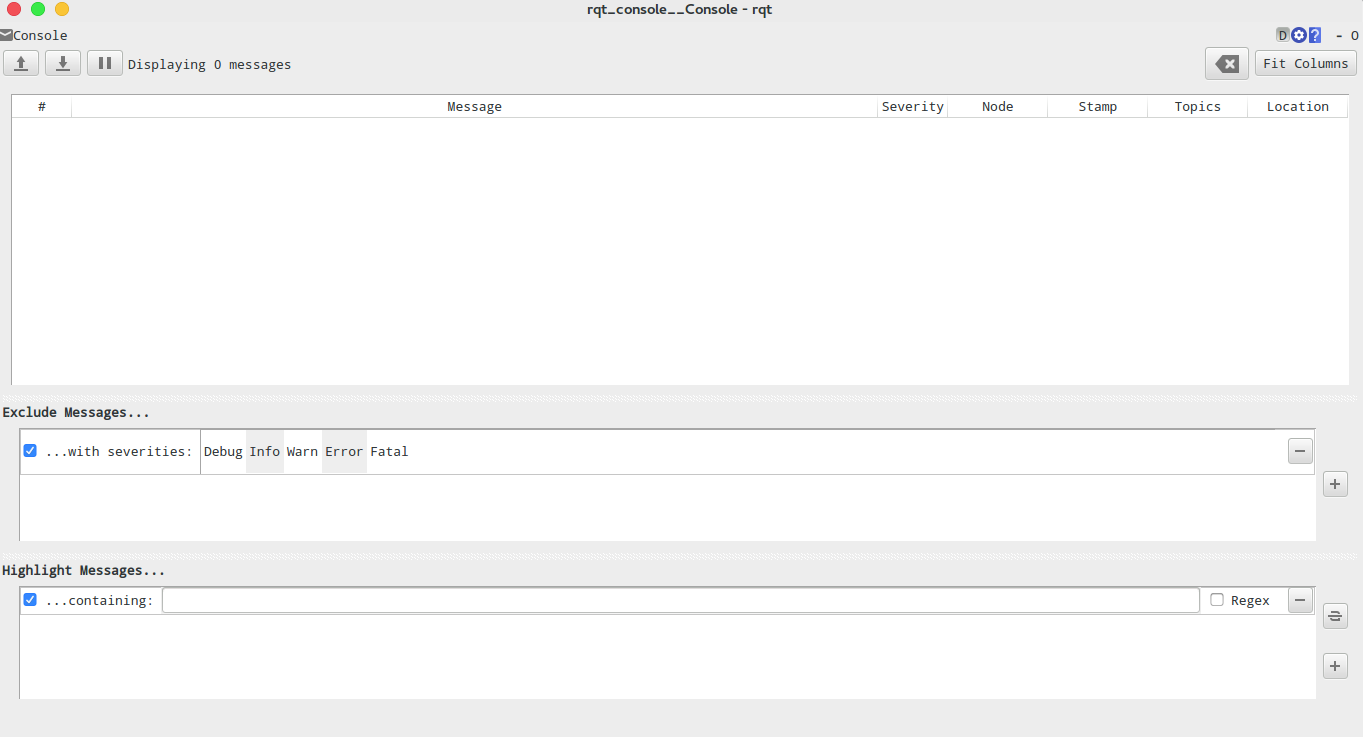 rqt_console__Console - rqt
Console D ? - O
Displaying 0 messages Fit Columns
# Message Severity Node Stamp Topics Location
Exclude Messages...
...with severities: Debug Info Warn Error Fatal
Highlight Messages...
...containing: Regex